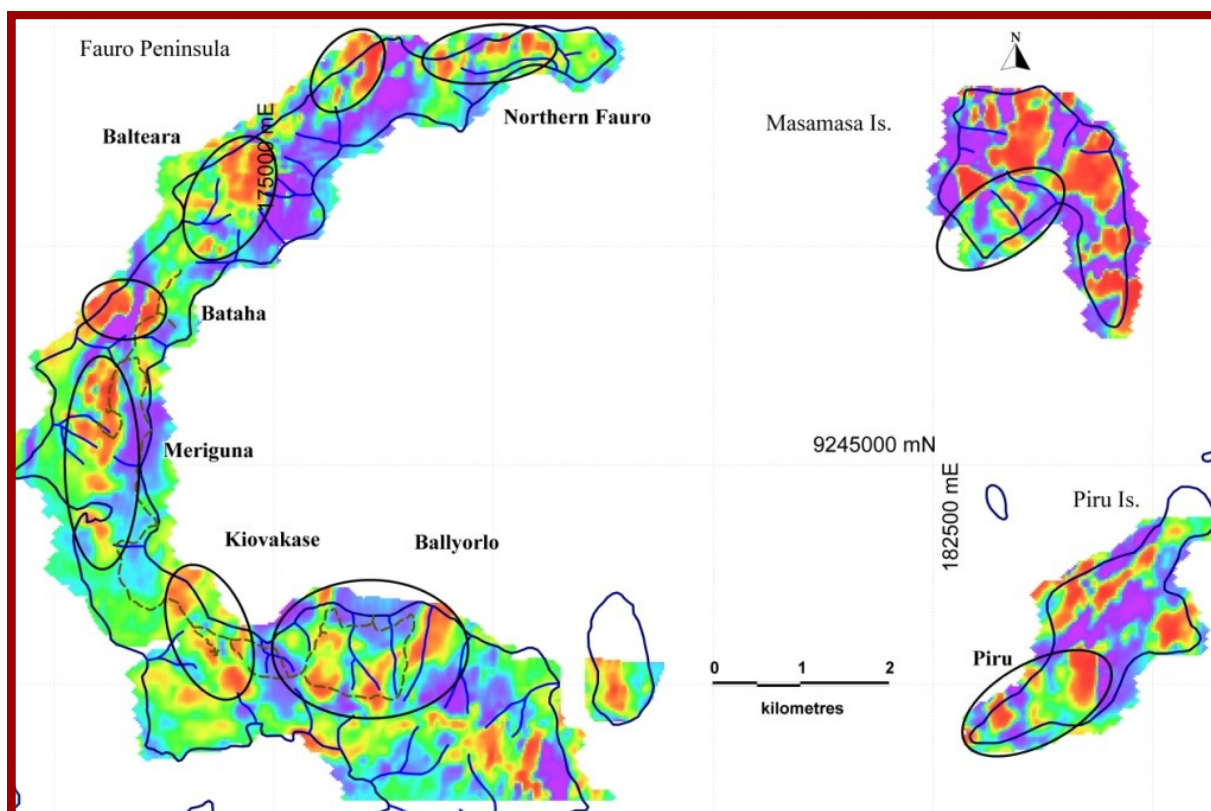 Fauro Peninsula
N
Northern Fauro
Masamasa Is.
Balteara
175000 mE
Bataha
Meriguna
9245000 mN
182500 mE
Piru Is.
Kiovakase
Ballyorlo
Piru
0 1 2
kilometres